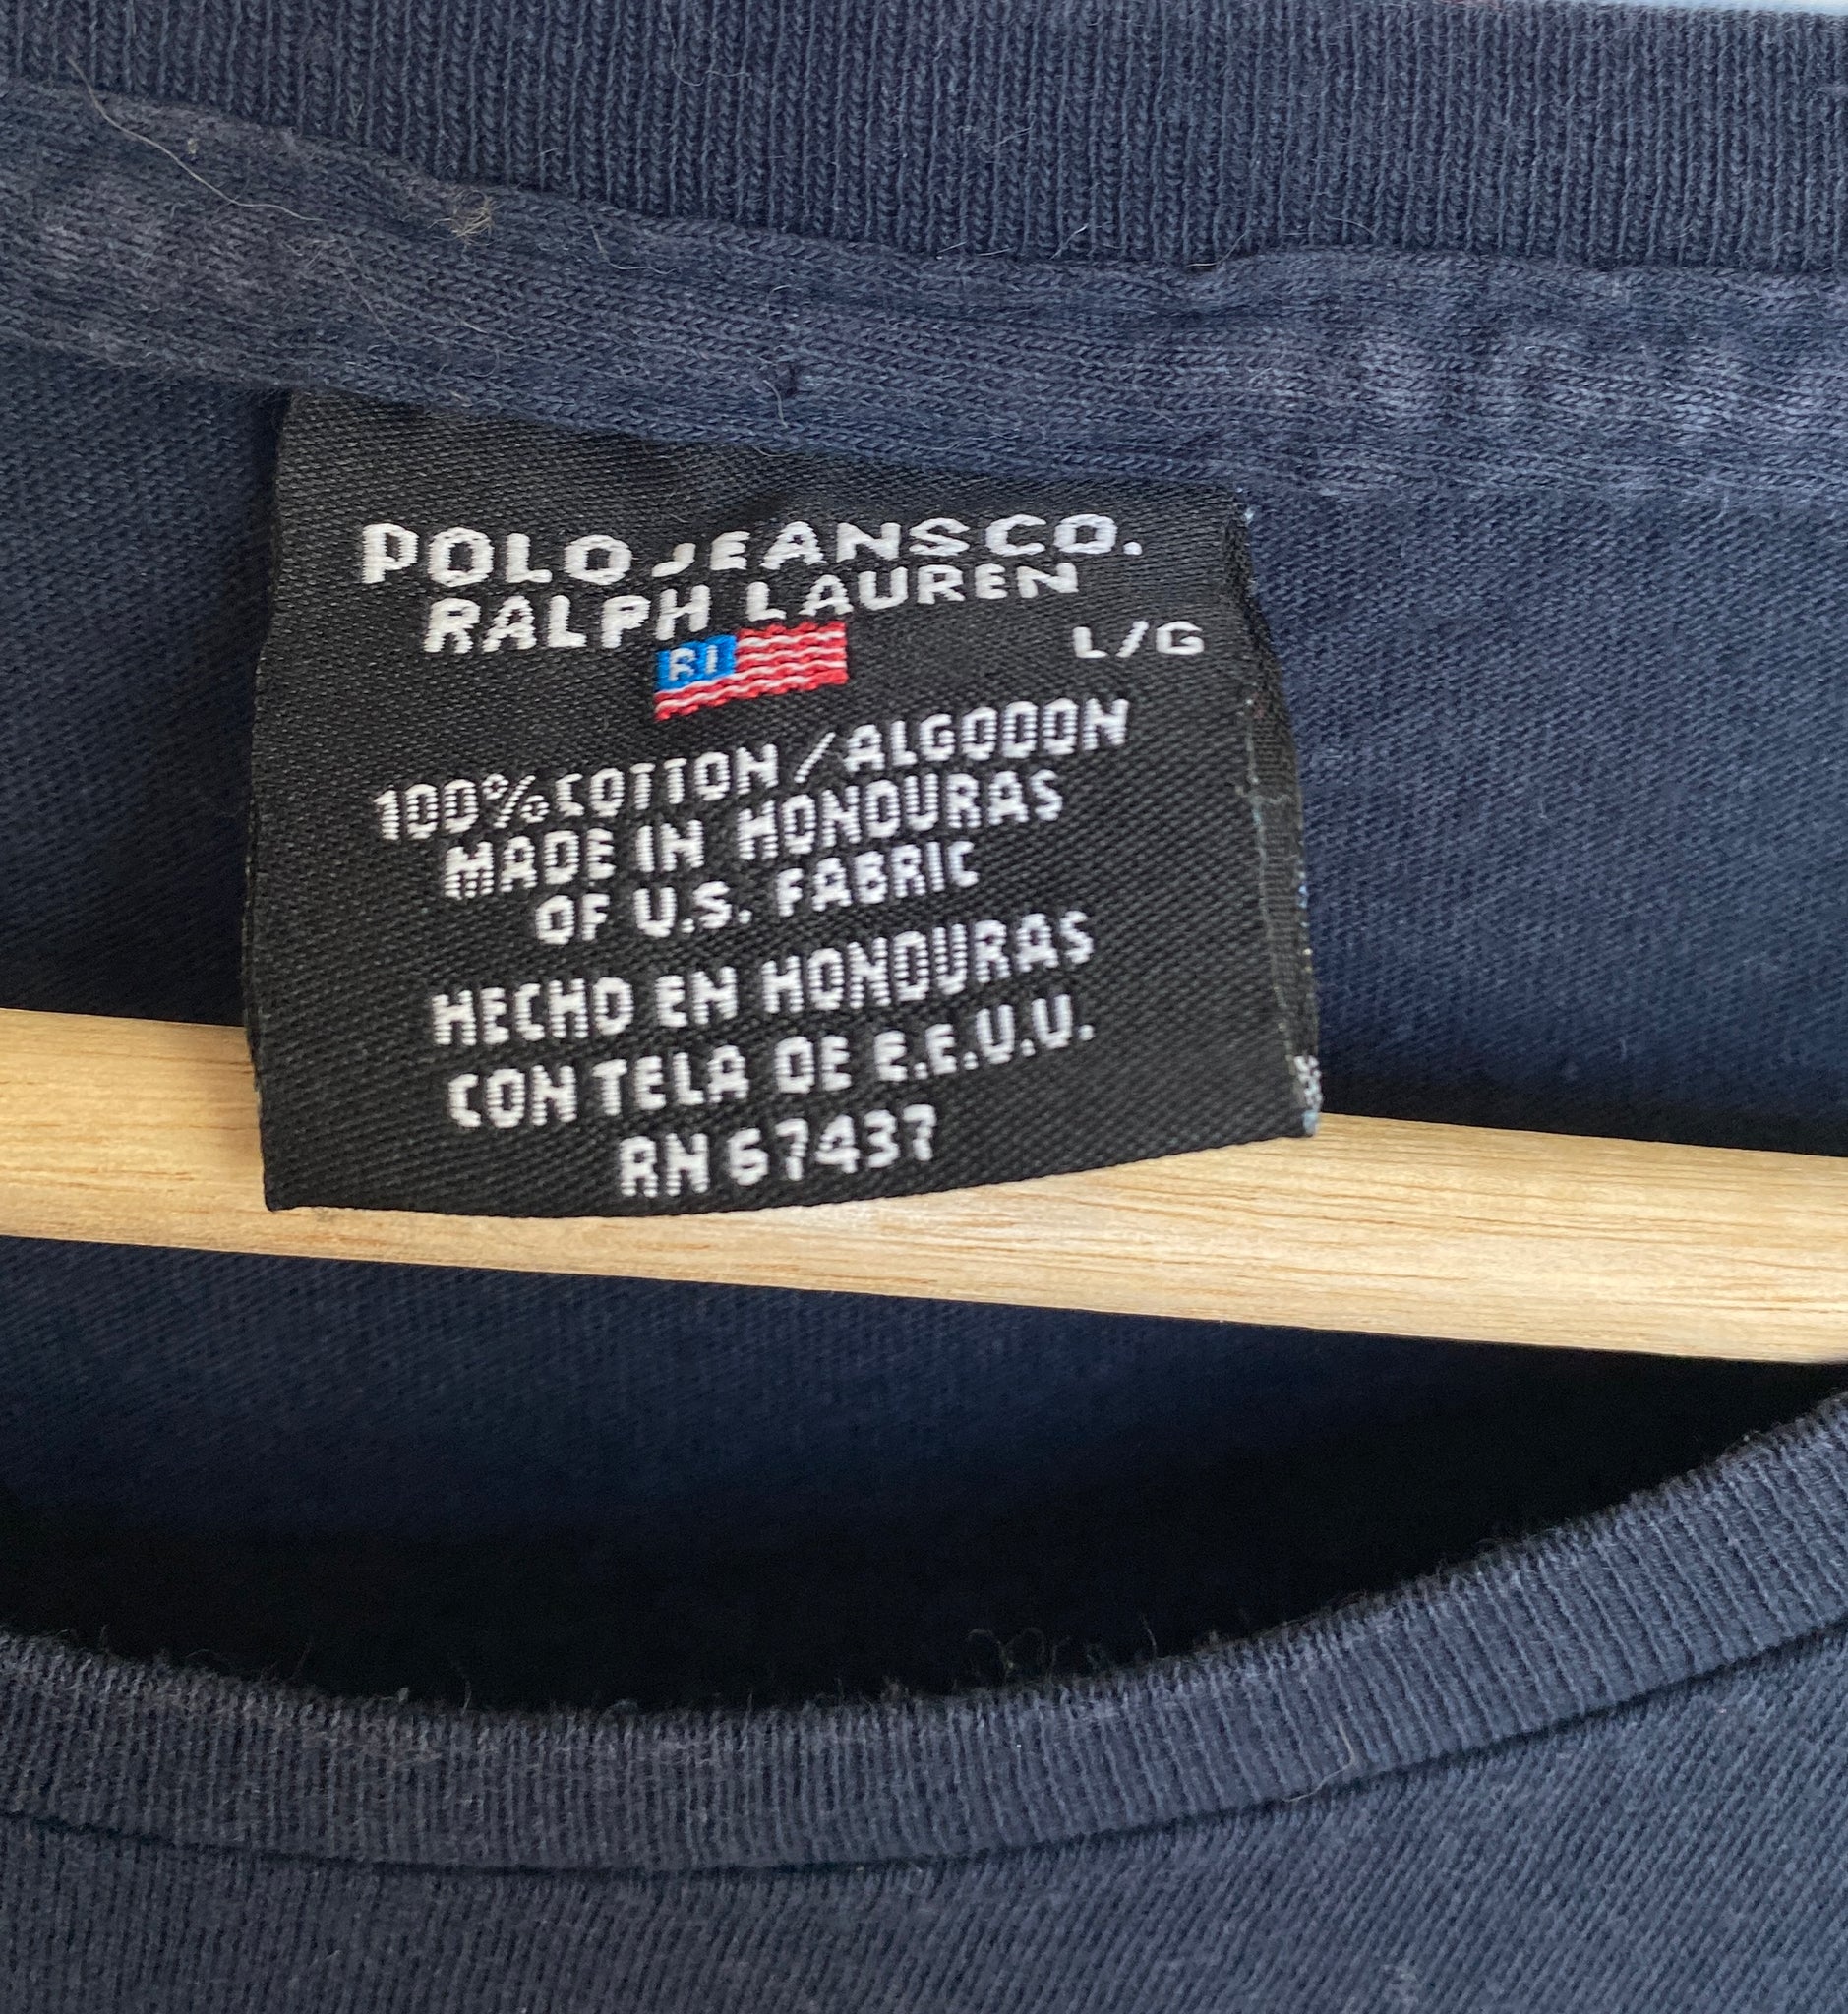 POLO JEANS CO.
RALPH LAUREN
RL
L/G
100% COTTON / ALGODON
MADE IN HONDURAS
OF U.S. FABRIC
HECHO EN HONDURAS
CON TELA DE E.E.U.U.
RN 67437